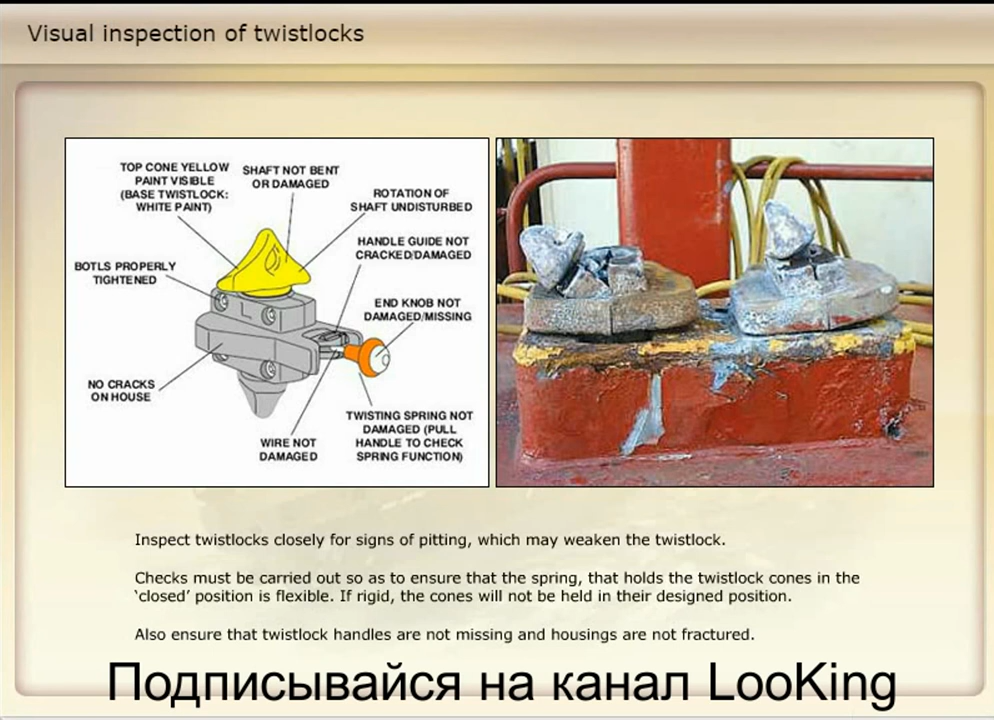 Visual inspection of twistlocks
TOP CONE YELLOW
PAINT VISIBLE
(BASE TWISTLOCK:
WHITE PAINT)
SHAFT NOT BENT
OR DAMAGED
ROTATION OF
SHAFT UNDISTURBED
HANDLE GUIDE NOT
CRACKED/DAMAGED
BOTLS PROPERLY
TIGHTENED
END KNOB NOT
DAMAGED/MISSING
NO CRACKS
ON HOUSE
WIRE NOT
DAMAGED
TWISTING SPRING NOT
DAMAGED (PULL
HANDLE TO CHECK
SPRING FUNCTION)
Inspect twistlocks closely for signs of pitting, which may weaken the twistlock.
Checks must be carried out so as to ensure that the spring, that holds the twistlock cones in the
‘closed’ position is flexible. If rigid, the cones will not be held in their designed position.
Also ensure that twistlock handles are not missing and housings are not fractured.
Подписывайся на канал LooKing